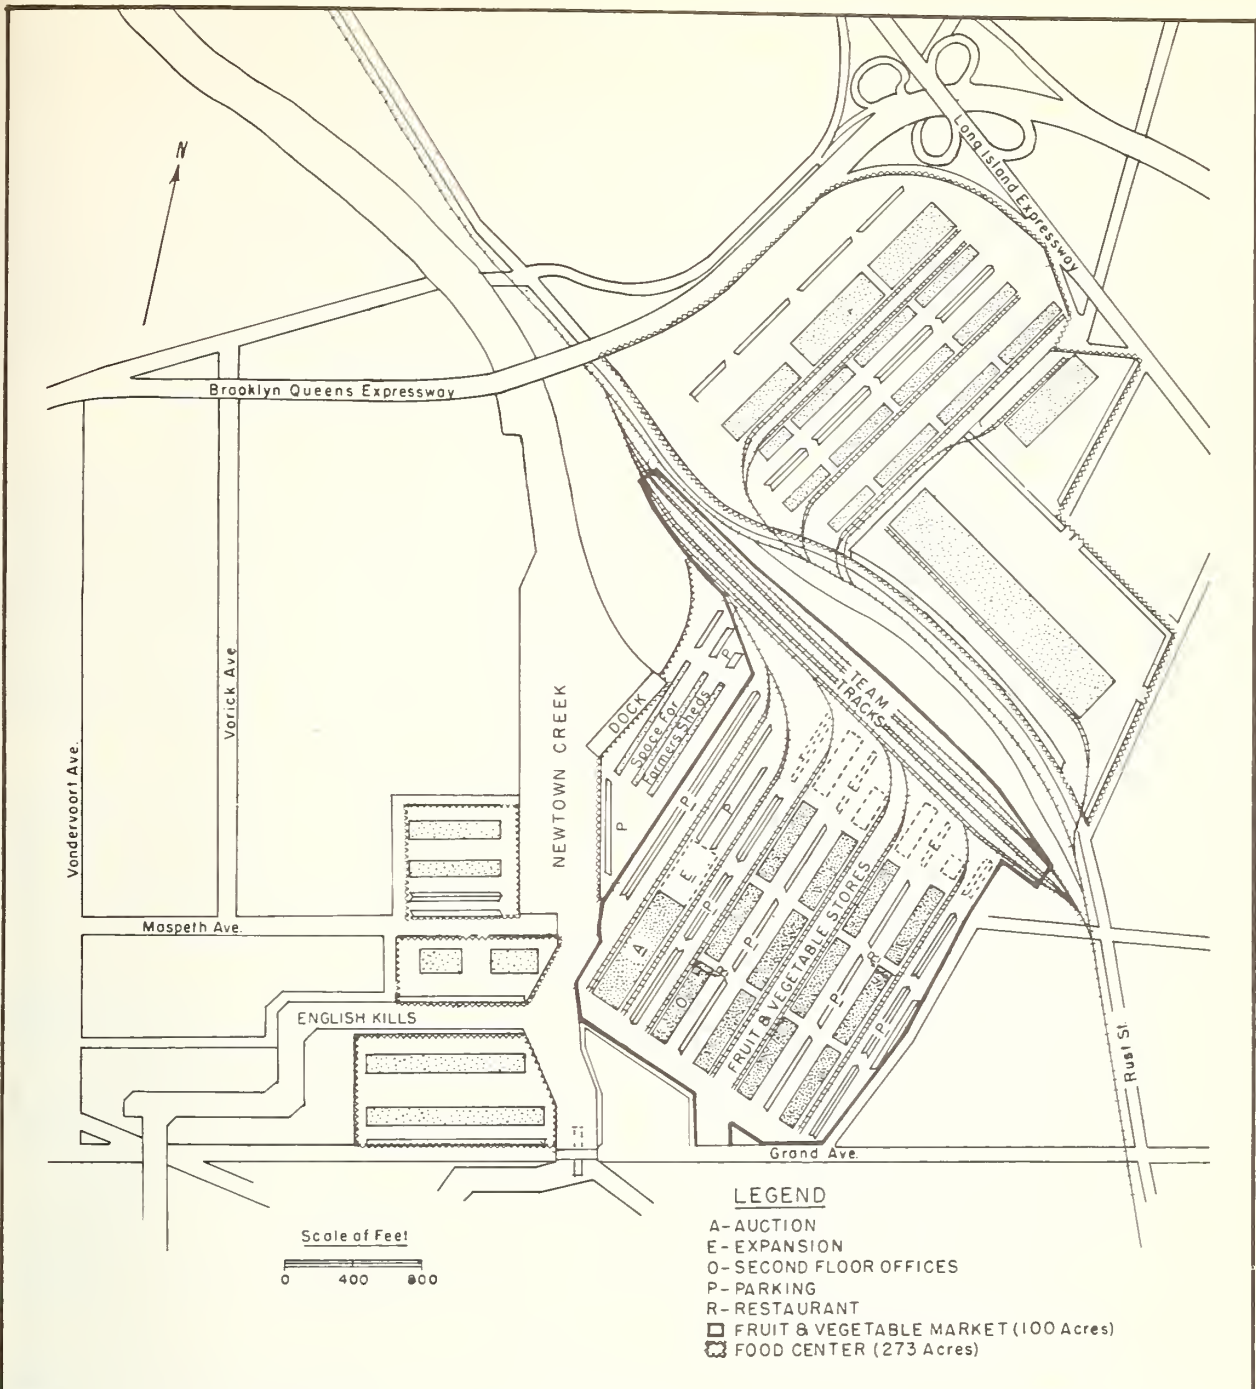 N
Long Island Expressway
Brooklyn Queens Expressway
Vandervoort Ave.
Varick Ave
NEWTOWN CREEK
DOCK
Space For
Farmers Sheds
P
P
TEAM
TRACKS
P
P
E
E
E
A
P
R
P
O
FRUIT & VEGETABLE STORES
R
R
P
P
Maspeth Ave.
ENGLISH KILLS
Rust St.
Grand Ave.
Scale of Feet
0 400 800
LEGEND
A-AUCTION
E-EXPANSION
O-SECOND FLOOR OFFICES
P-PARKING
R-RESTAURANT
FRUIT & VEGETABLE MARKET (100 Acres)
FOOD CENTER (273 Acres)